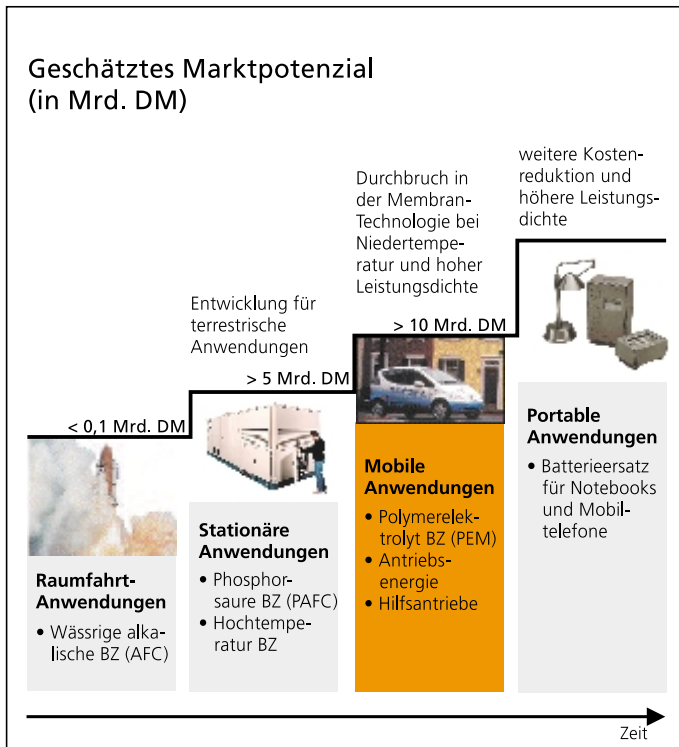 Geschätztes Marktpotenzial
(in Mrd. DM)
< 0,1 Mrd. DM
Raumfahrt-
Anwendungen
• Wässrige alka-
lische BZ (AFC)
Entwicklung für
terrestrische
Anwendungen
> 5 Mrd. DM
Stationäre
Anwendungen
• Phosphor-
saure BZ (PAFC)
• Hochtempe-
ratur BZ
Durchbruch in
der Membran-
Technologie bei
Niedertempe-
ratur und hoher
Leistungsdichte
> 10 Mrd. DM
Mobile
Anwendungen
• Polymerelek-
trolyt BZ (PEM)
• Antriebs-
energie
• Hilfsantriebe
weitere Kosten-
reduktion und
höhere Leistungs-
dichte
Portable
Anwendungen
• Batterieersatz
für Notebooks
und Mobil-
telefone
Zeit